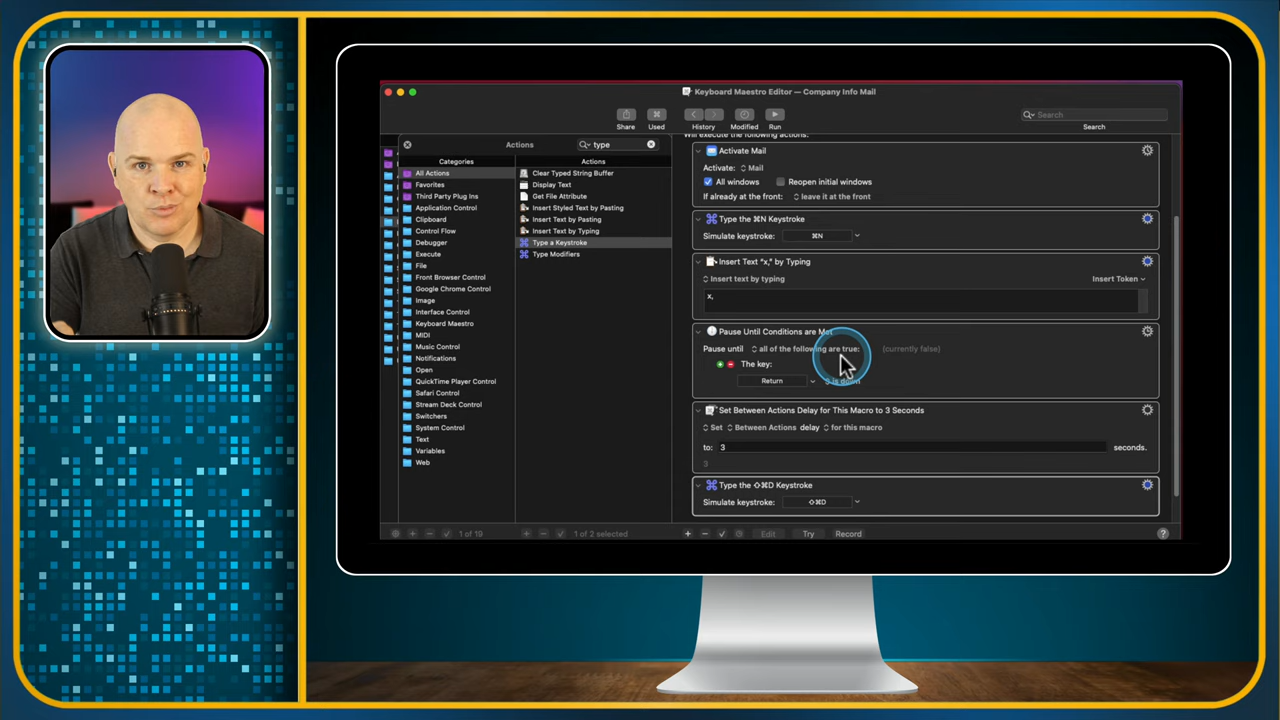 Keyboard Maestro Editor — Company Info Mail
Share
Used
History
Modified
Run
Search
Search
Actions
type
Categories
All Actions
Favorites
Third Party Plug Ins
Application Control
Clipboard
Control Flow
Debugger
Execute
File
Front Browser Control
Google Chrome Control
Image
Interface Control
Keyboard Maestro
MIDI
Notifications
Open
QuickTime Player Control
Safari Control
Stream Deck Control
Switchers
System Control
Text
Variables
Web
Actions
Clear Typed String Buffer
Display Text
Get File Attribute
Insert Styled Text by Pasting
Insert Text by Pasting
Insert Text by Typing
Type a Keystroke
Type Modifiers
Will execute the following actions:
Activate Mail
Activate: Mail
All windows Reopen initial windows
If already at the front: leave it at the front
Type the ⌘N Keystroke
Simulate keystroke: ⌘N
Insert Text “x,” by Typing
Insert text by typing Insert Token
x,
Pause Until Conditions are Met
Pause until all of the following are true: (currently false)
The key:
Return is down
Set Between Actions Delay for This Macro to 3 Seconds
Set Between Actions delay for this macro
to: 3 seconds.
3
Type the ⇧⌘D Keystroke
Simulate keystroke: ⇧⌘D
1 of 19
1 of 2 selected
Edit
Try
Record
?